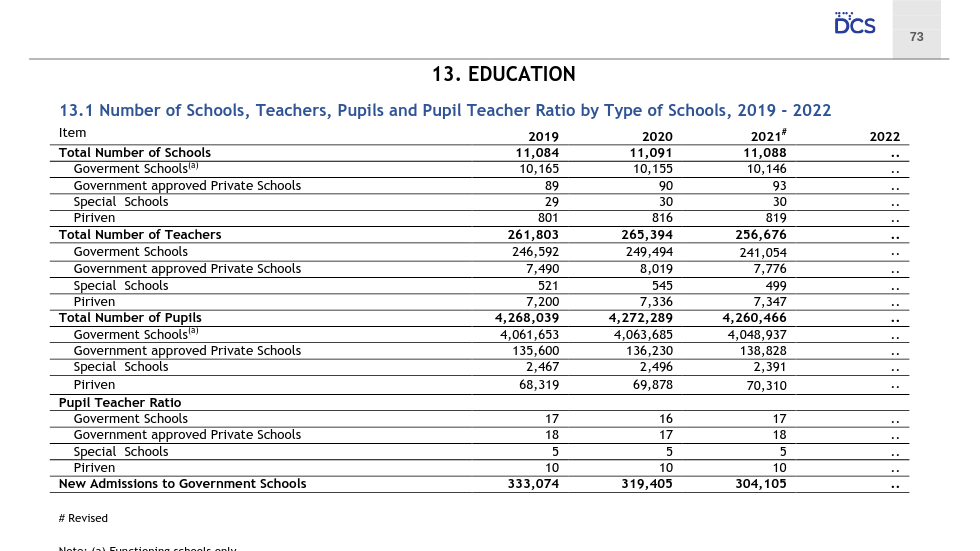 DCS
73
13. EDUCATION
13.1 Number of Schools, Teachers, Pupils and Pupil Teacher Ratio by Type of Schools, 2019 - 2022
Item 2019 2020 2021# 2022
Total Number of Schools 11,084 11,091 11,088 ..
Goverment Schools(a) 10,165 10,155 10,146 ..
Government approved Private Schools 89 90 93 ..
Special Schools 29 30 30 ..
Piriven 801 816 819 ..
Total Number of Teachers 261,803 265,394 256,676 ..
Goverment Schools 246,592 249,494 241,054 ..
Government approved Private Schools 7,490 8,019 7,776 ..
Special Schools 521 545 499 ..
Piriven 7,200 7,336 7,347 ..
Total Number of Pupils 4,268,039 4,272,289 4,260,466 ..
Goverment Schools(a) 4,061,653 4,063,685 4,048,937 ..
Government approved Private Schools 135,600 136,230 138,828 ..
Special Schools 2,467 2,496 2,391 ..
Piriven 68,319 69,878 70,310 ..
Pupil Teacher Ratio
Goverment Schools 17 16 17 ..
Government approved Private Schools 18 17 18 ..
Special Schools 5 5 5 ..
Piriven 10 10 10 ..
New Admissions to Government Schools 333,074 319,405 304,105 ..
# Revised
Note: (a) Functioning schools only